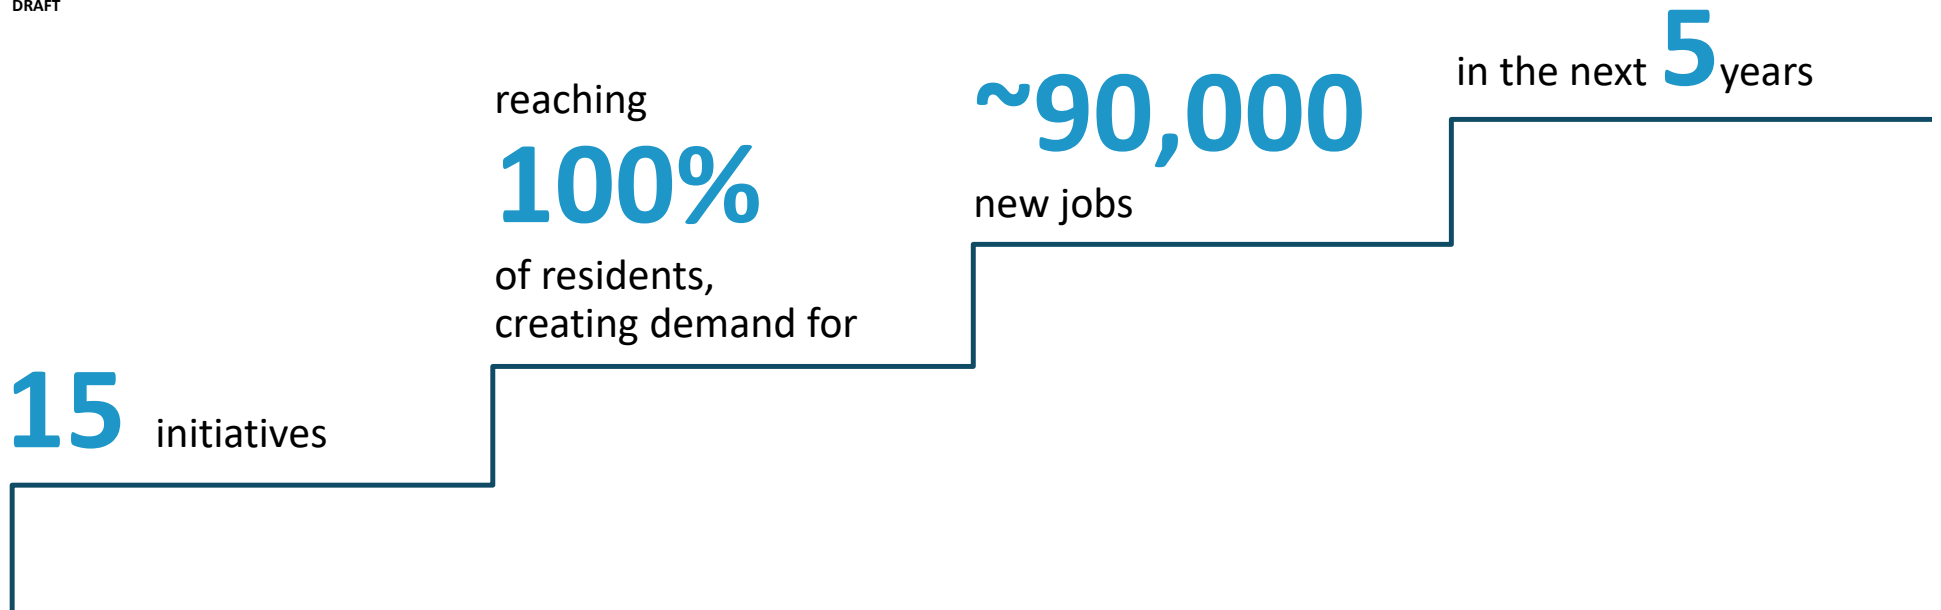 DRAFT
15 initiatives
reaching
100%
of residents,
creating demand for
~90,000
new jobs
in the next 5 years